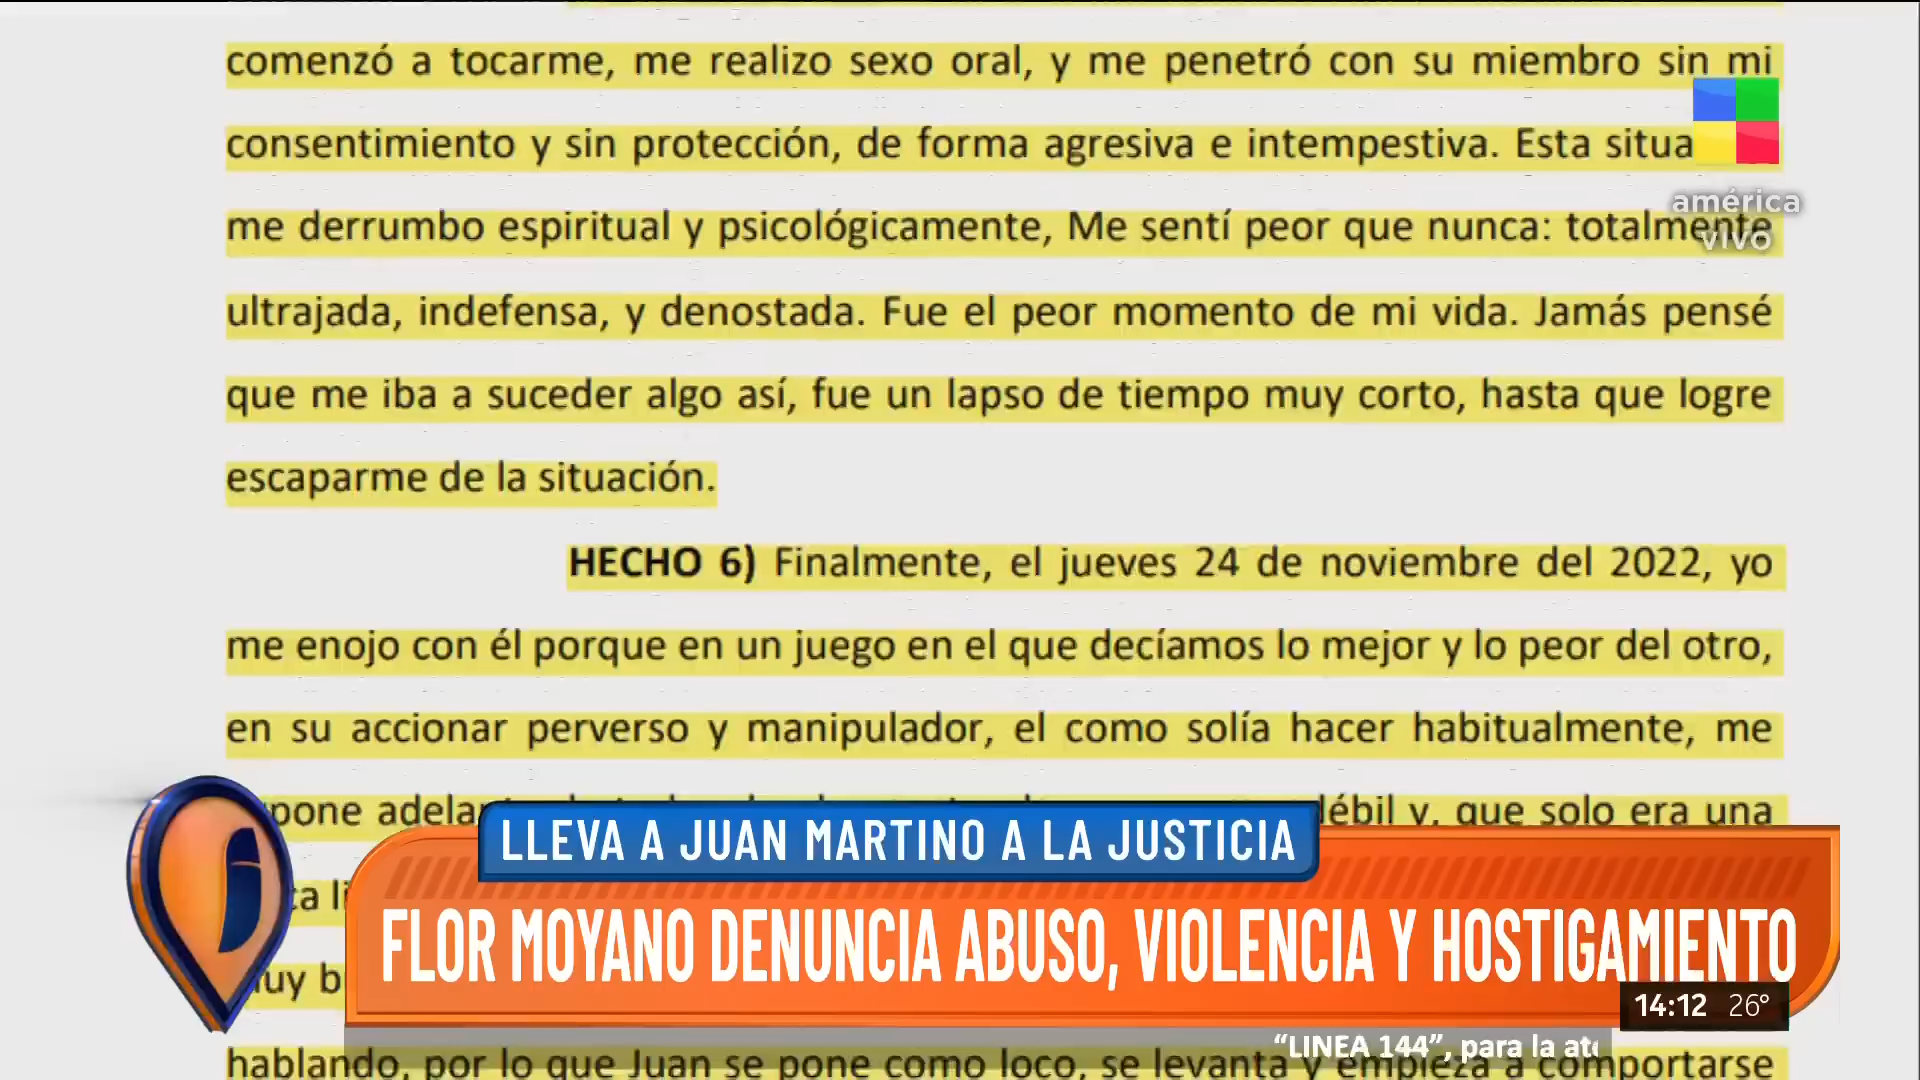 comenzó a tocarme, me realizo sexo oral, y me penetró con su miembro sin mi
consentimiento y sin protección, de forma agresiva e intempestiva. Esta situa
américa
vivo
me derrumbo espiritual y psicológicamente, Me sentí peor que nunca: totalmente
ultrajada, indefensa, y denostada. Fue el peor momento de mi vida. Jamás pensé
que me iba a suceder algo así, fue un lapso de tiempo muy corto, hasta que logre
escaparme de la situación.
HECHO 6) Finalmente, el jueves 24 de noviembre del 2022, yo
me enojo con él porque en un juego en el que decíamos lo mejor y lo peor del otro,
en su accionar perverso y manipulador, el como solía hacer habitualmente, me
pone débil y, que solo era una
LLEVA A JUAN MARTINO A LA JUSTICIA
FLOR MOYANO DENUNCIA ABUSO, VIOLENCIA Y HOSTIGAMIENTO
14:12 26°
"LINEA 144", para la
hablando, por lo que Juan se pone como loco, se levanta y empieza a comportarse